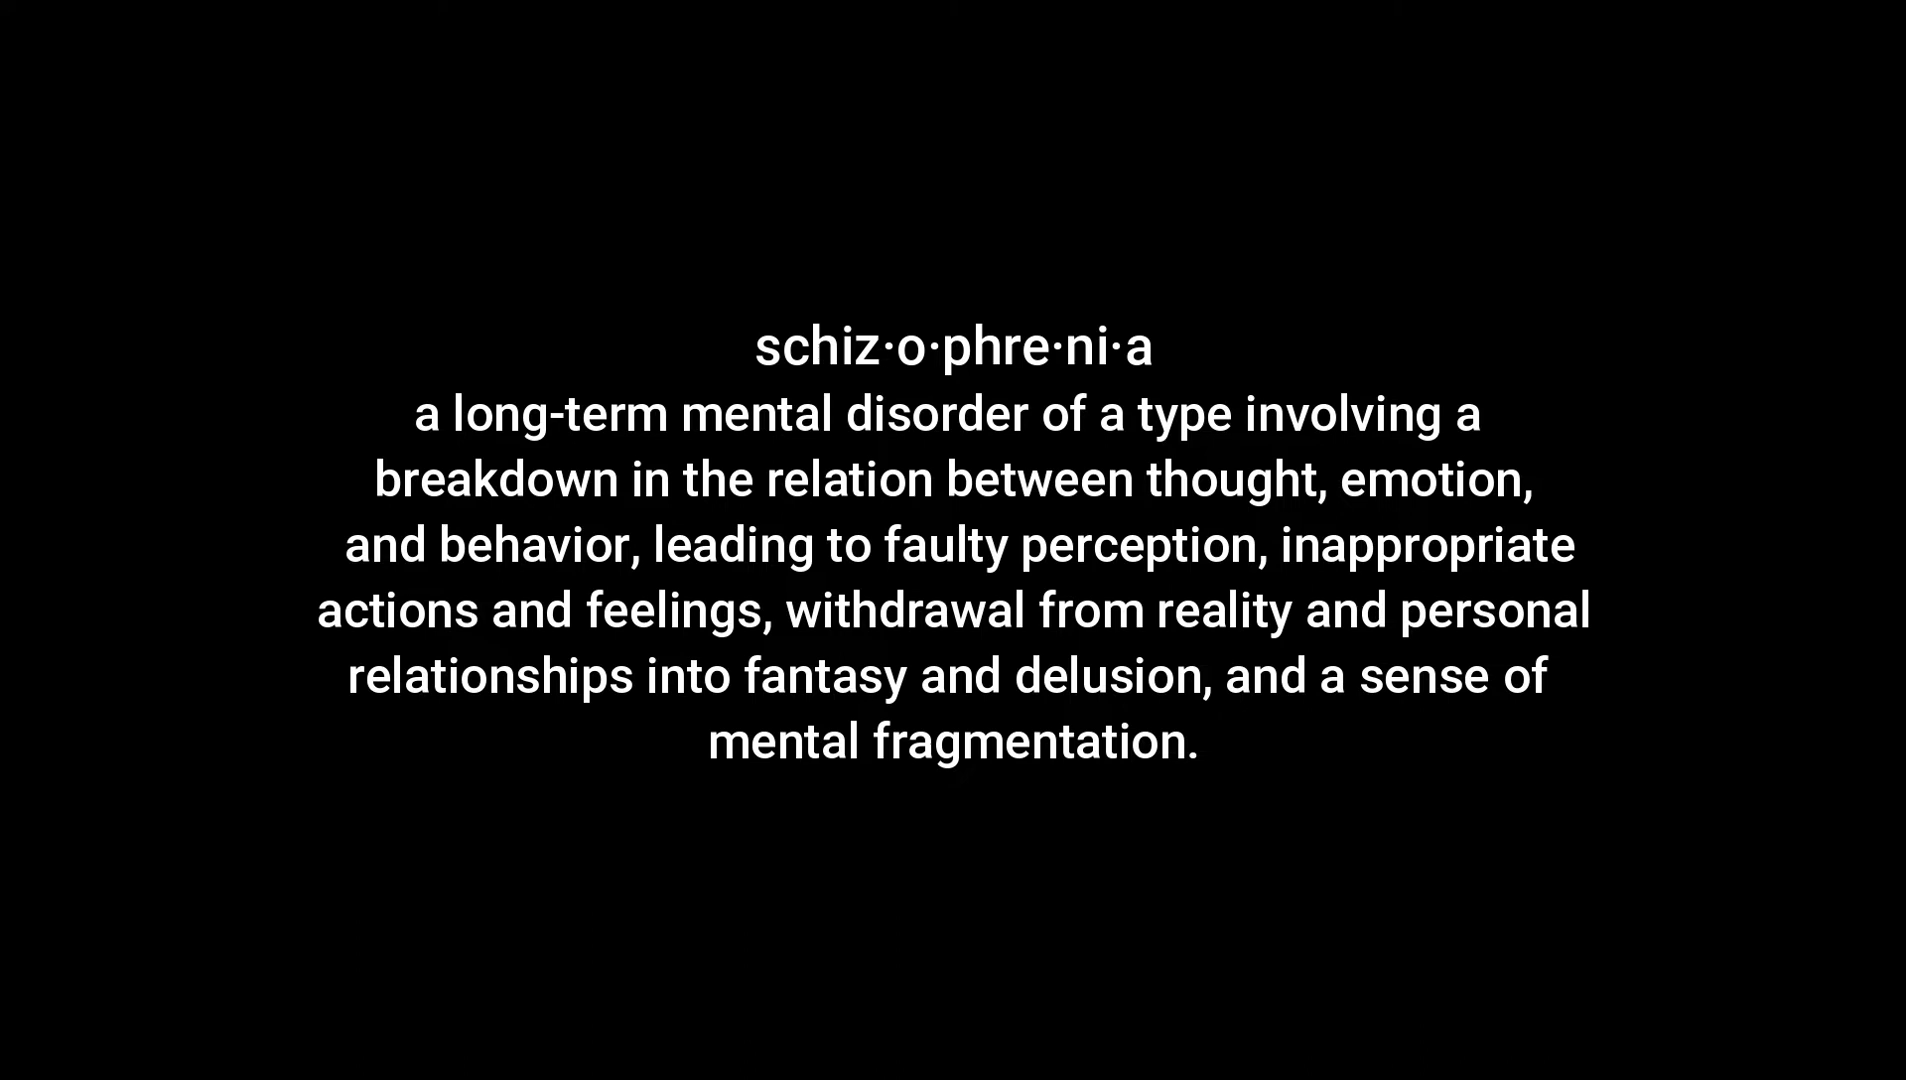 schiz·o·phre·ni·a
a long-term mental disorder of a type involving a
breakdown in the relation between thought, emotion,
and behavior, leading to faulty perception, inappropriate
actions and feelings, withdrawal from reality and personal
relationships into fantasy and delusion, and a sense of
mental fragmentation.